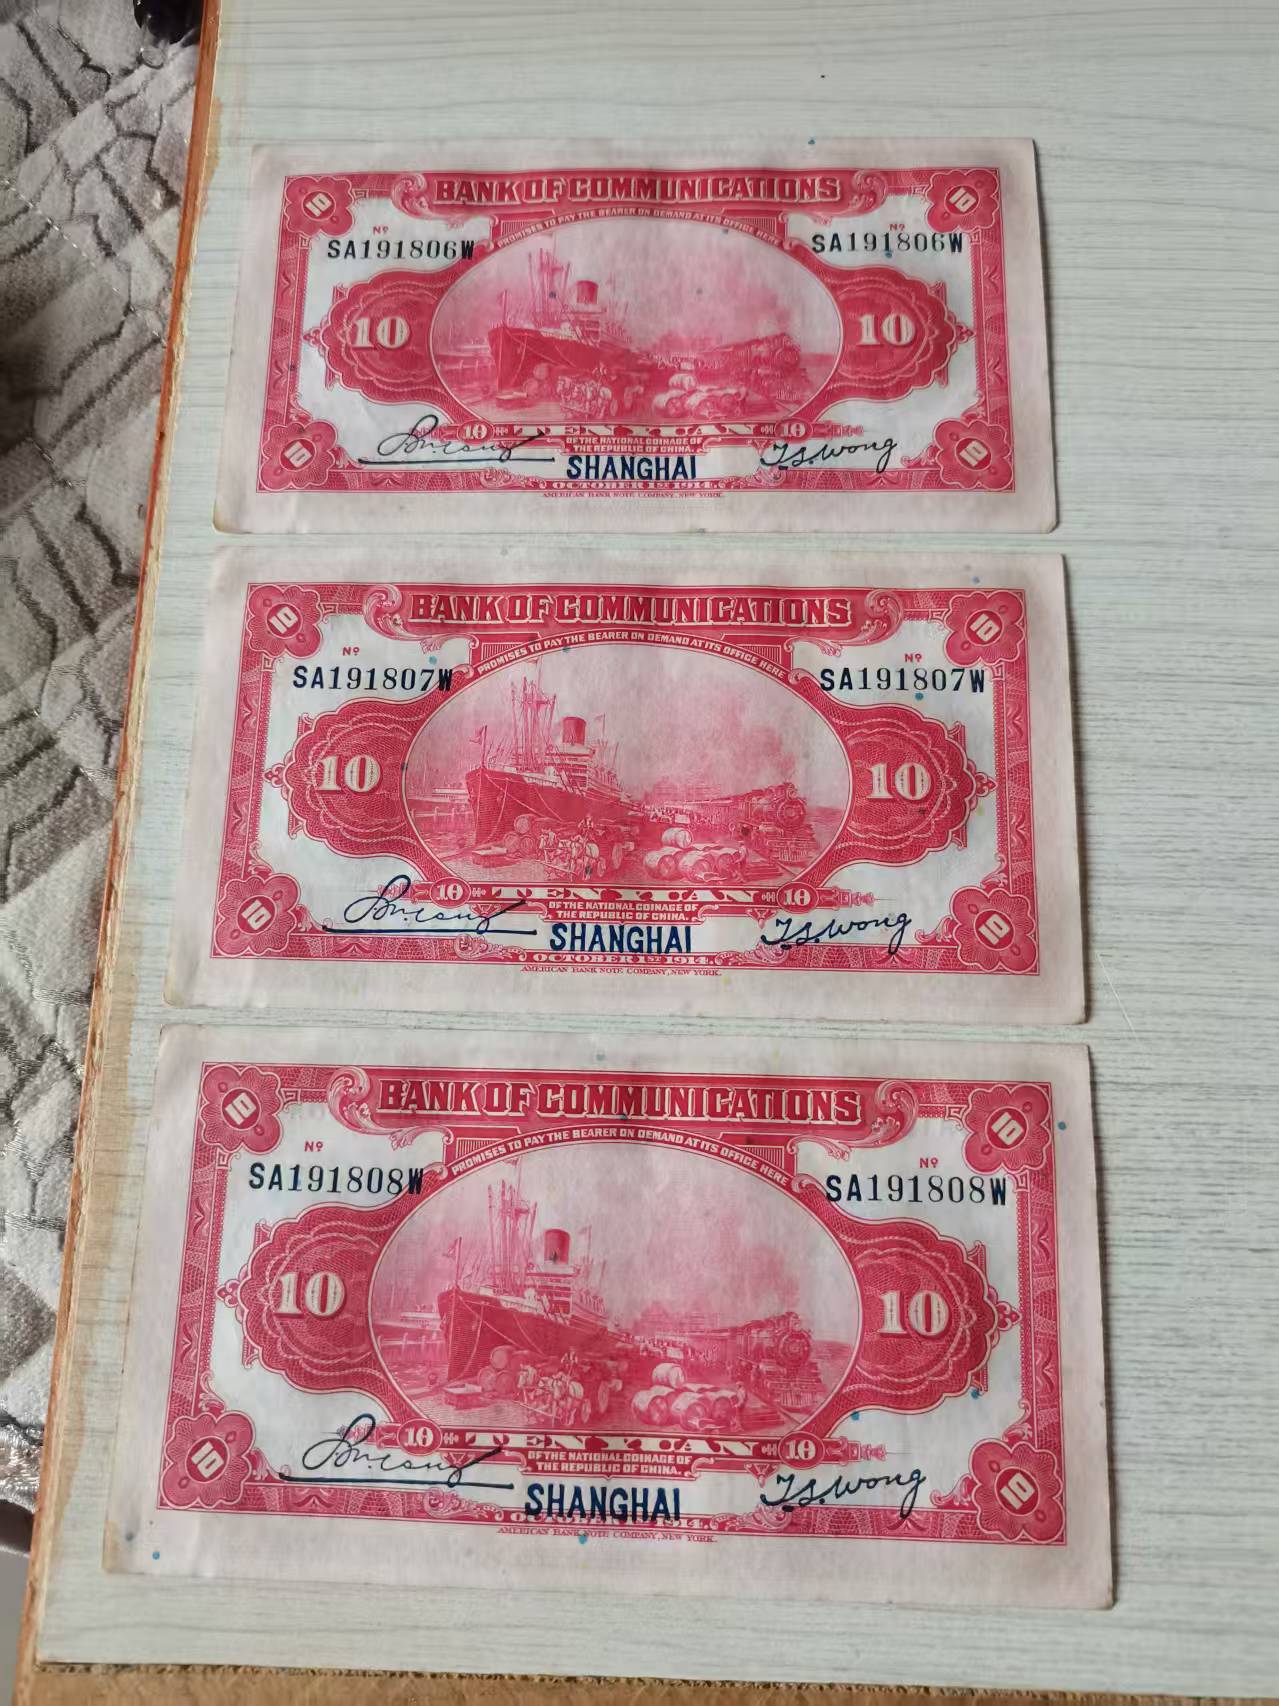 10 BANK OF COMMUNICATIONS 10
PROMISES TO PAY THE BEARER ON DEMAND AT ITS OFFICE HERE
Nº Nº
SA191806W SA191806W
10 10
10 TEN YUAN 10
OF THE NATIONAL COINAGE OF
THE REPUBLIC OF CHINA.
T.S.Wong
10 SHANGHAI 10
OCTOBER 1ST 1914.
AMERICAN BANK NOTE COMPANY, NEW YORK.
10 BANK OF COMMUNICATIONS 10
PROMISES TO PAY THE BEARER ON DEMAND AT ITS OFFICE HERE
Nº Nº
SA191807W SA191807W
10 10
10 TEN YUAN 10
OF THE NATIONAL COINAGE OF
THE REPUBLIC OF CHINA.
T.S.Wong
10 SHANGHAI 10
OCTOBER 1ST 1914.
AMERICAN BANK NOTE COMPANY, NEW YORK.
10 BANK OF COMMUNICATIONS 10
PROMISES TO PAY THE BEARER ON DEMAND AT ITS OFFICE HERE
Nº Nº
SA191808W SA191808W
10 10
10 TEN YUAN 10
OF THE NATIONAL COINAGE OF
THE REPUBLIC OF CHINA.
T.S.Wong
10 SHANGHAI 10
1914.
AMERICAN BANK NOTE COMPANY, NEW YORK.